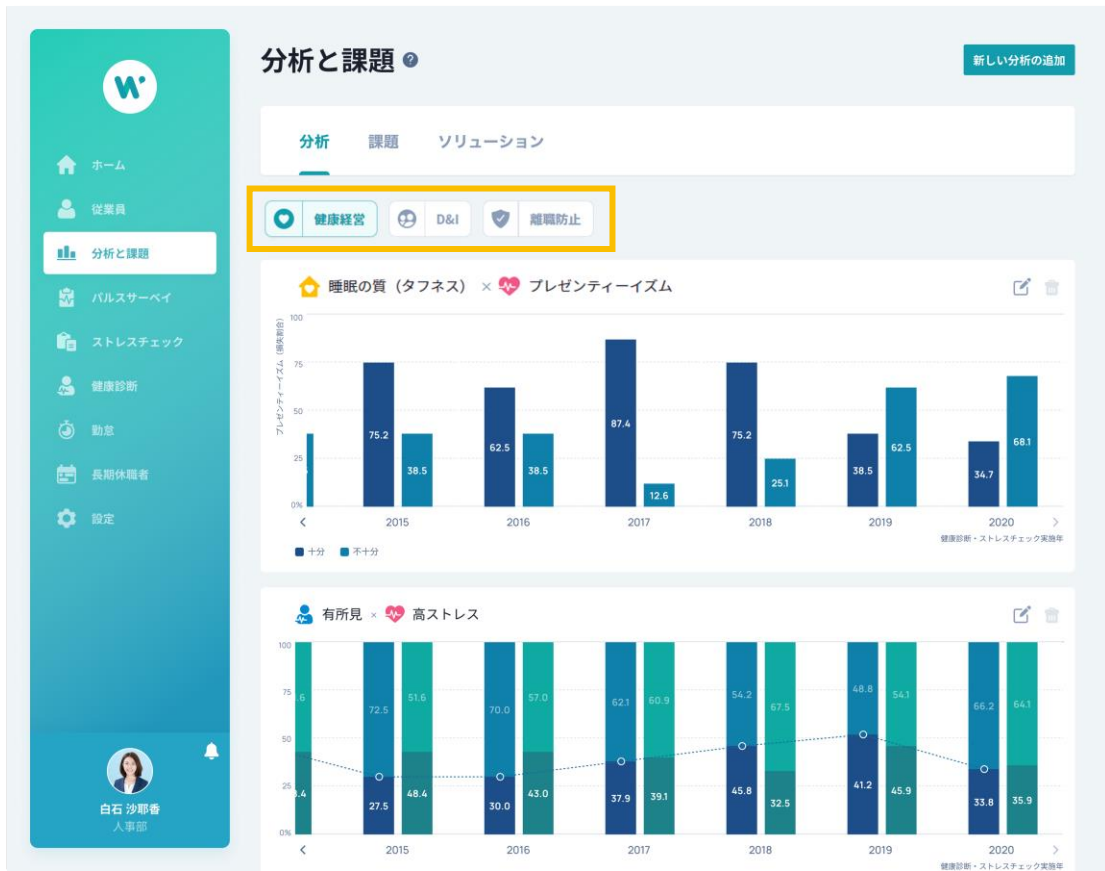 分析と課題 ?
新しい分析の追加
W
ホーム
従業員
分析と課題
パルスサーベイ
ストレスチェック
健康診断
勤怠
長期休職者
設定
白石 沙耶香
人事部
分析 課題 ソリューション
健康経営 D&I 離職防止
睡眠の質（タフネス） × プレゼンティーイズム
プレゼンティーイズム（損失割合）
100
75
50
25
0%
75.2 38.5 62.5 38.5 87.4 12.6 75.2 25.1 38.5 62.5 34.7 68.1
< 2015 2016 2017 2018 2019 2020 >
健康診断・ストレスチェック実施年
十分 不十分
有所見 × 高ストレス
100
75
50
25
0%
.6 72.5 51.6 70.0 57.0 62.1 60.9 54.2 67.5 48.8 54.1 66.2 64.1
.4 27.5 48.4 30.0 43.0 37.9 39.1 45.8 32.5 41.2 45.9 33.8 35.9
< 2015 2016 2017 2018 2019 2020 >
健康診断・ストレスチェック実施年